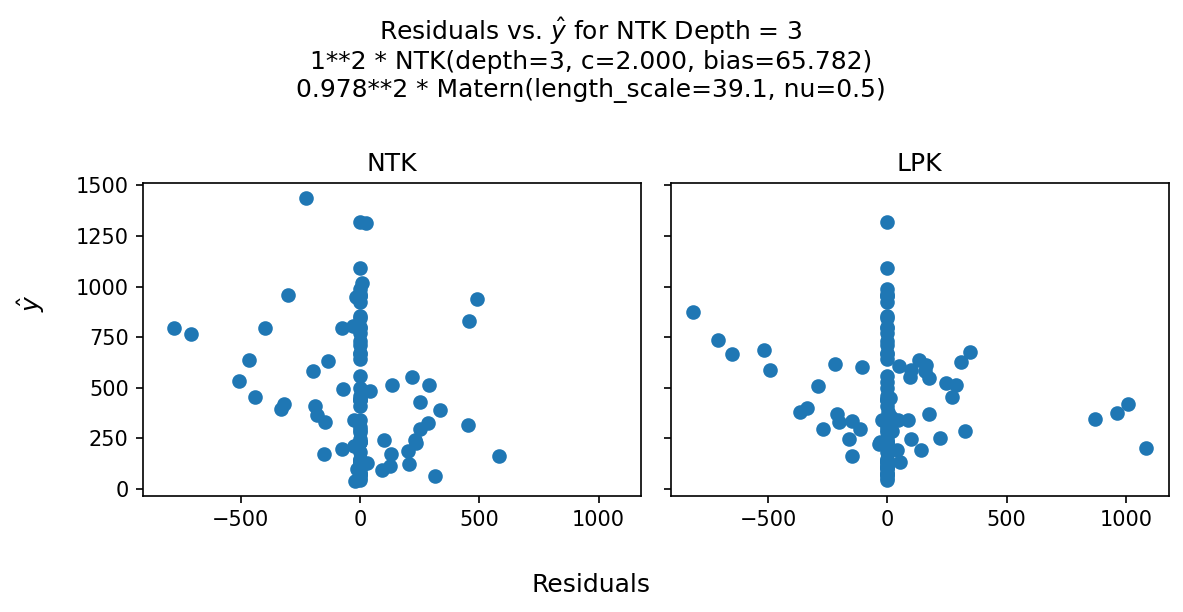 Residuals vs. ŷ for NTK Depth = 3
1**2 * NTK(depth=3, c=2.000, bias=65.782)
0.978**2 * Matern(length_scale=39.1, nu=0.5)
NTK
LPK
1500
1250
1000
750
500
250
0
ŷ
−500 0 500 1000
−500 0 500 1000
Residuals